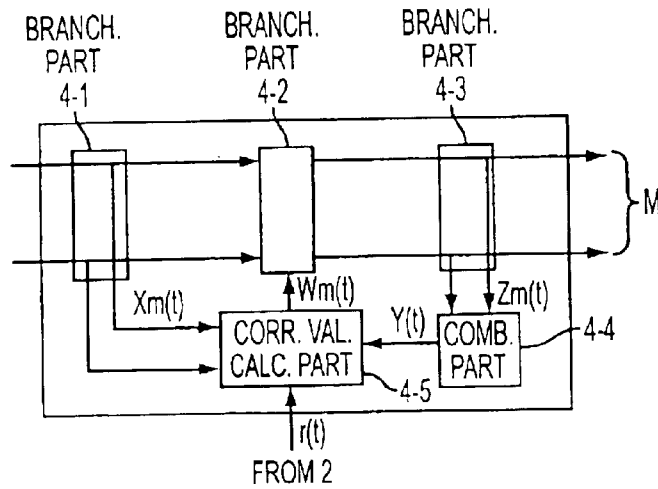 BRANCH.
PART
4-1
BRANCH.
PART
4-2
BRANCH.
PART
4-3
M
Xm(t)
Wm(t)
Y(t)
Zm(t)
CORR. VAL.
CALC. PART
COMB.
PART
4-4
4-5
r(t)
FROM 2